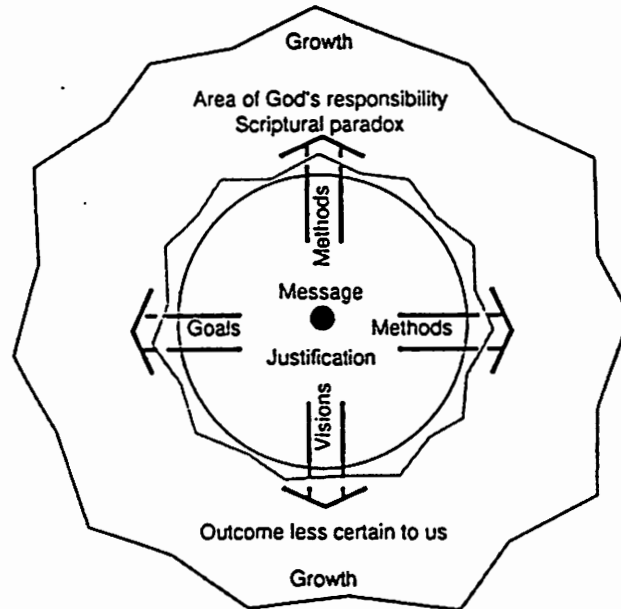 Growth
Area of God's responsibility
Scriptural paradox
Methods
Message
Goals
Methods
Justification
Visions
Outcome less certain to us
Growth